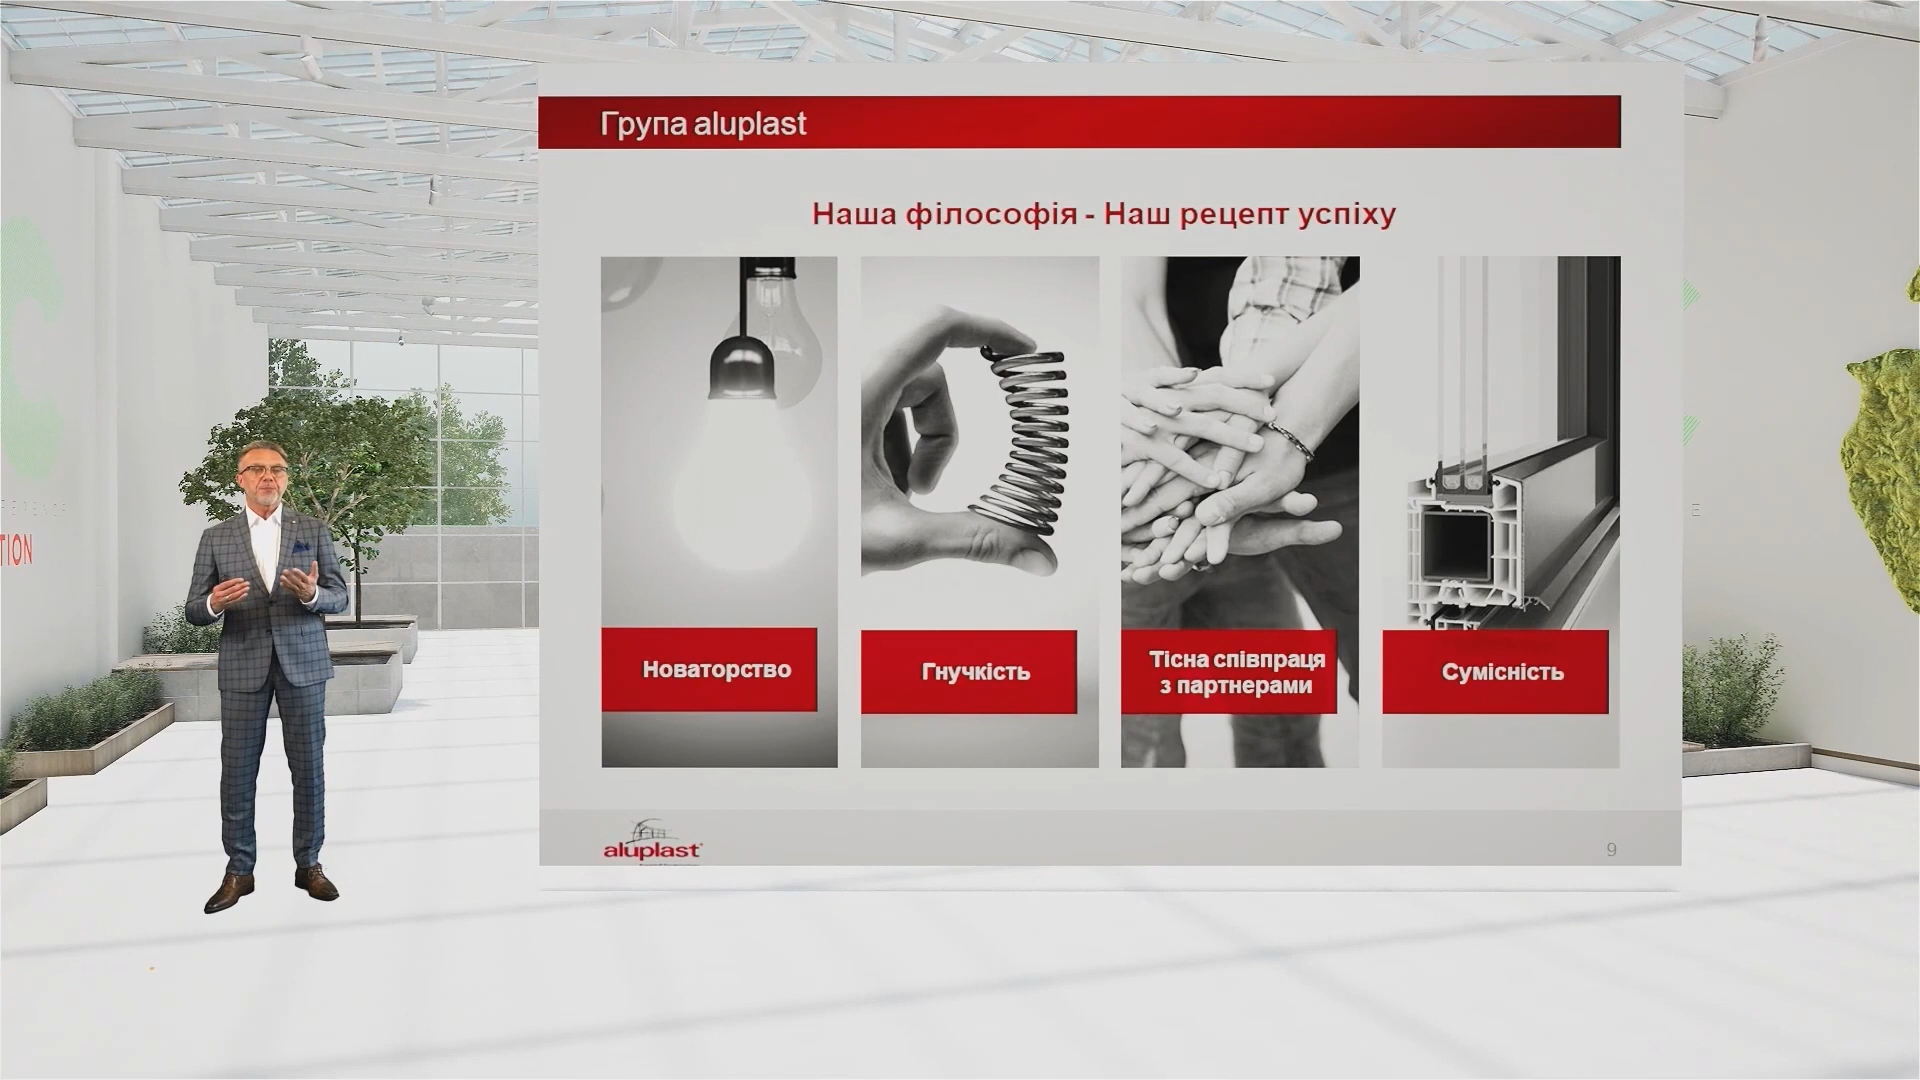 Група aluplast
Наша філософія - Наш рецепт успіху
Новаторство
Гнучкість
Тісна співпраця
з партнерами
Сумісність
aluplast
9
TION
E